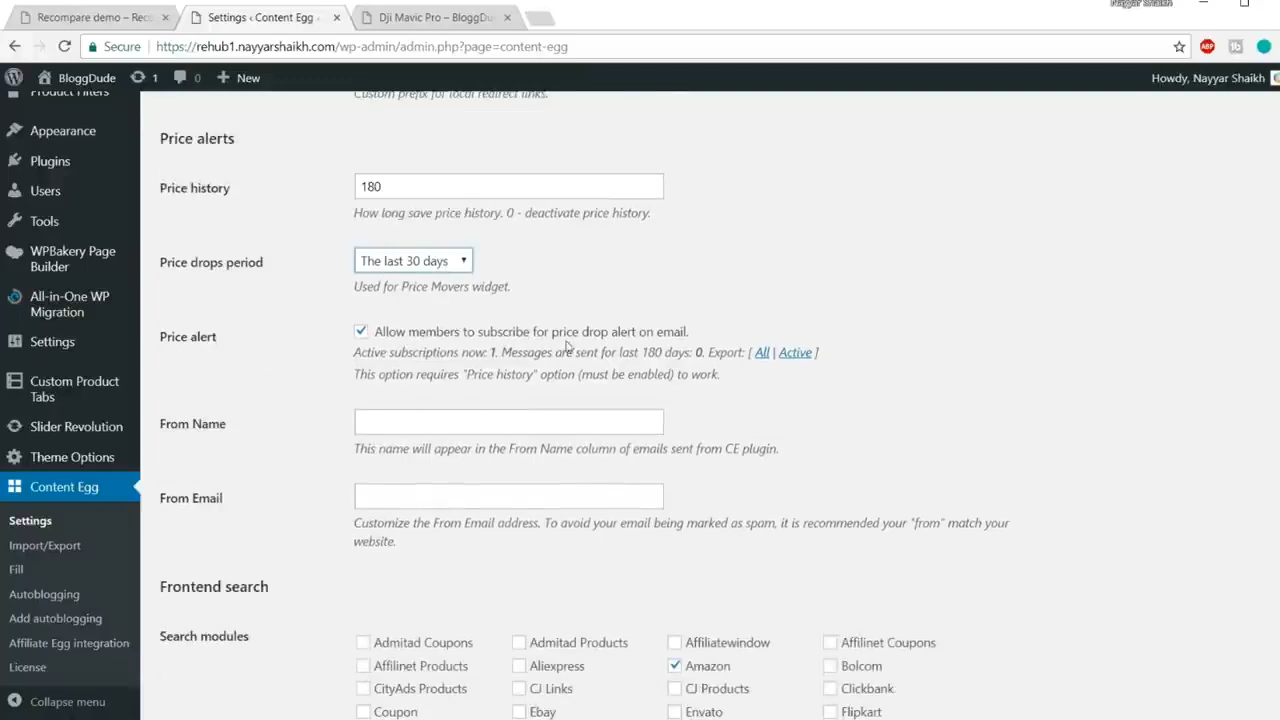 Nayyar Shaikh
Recompare demo – Rec
Settings ‹ Content Egg
Dji Mavic Pro – BloggDu
Secure
https://rehub1.nayyarshaikh.com/wp-admin/admin.php?page=content-egg
BloggDude
1
0
New
Howdy, Nayyar Shaikh
Product Filters
Appearance
Plugins
Users
Tools
WPBakery Page
Builder
All-in-One WP
Migration
Settings
Custom Product
Tabs
Slider Revolution
Theme Options
Content Egg
Settings
Import/Export
Fill
Autoblogging
Add autoblogging
Affiliate Egg integration
License
Collapse menu
Custom prefix for local redirect links.
Price alerts
Price history
180
How long save price history. 0 - deactivate price history.
Price drops period
The last 30 days
Used for Price Movers widget.
Price alert
Allow members to subscribe for price drop alert on email.
Active subscriptions now: 1. Messages are sent for last 180 days: 0. Export: [ All | Active ]
This option requires "Price history" option (must be enabled) to work.
From Name
This name will appear in the From Name column of emails sent from CE plugin.
From Email
Customize the From Email address. To avoid your email being marked as spam, it is recommended your "from" match your
website.
Frontend search
Search modules
Admitad Coupons
Admitad Products
Affiliatewindow
Affilinet Coupons
Affilinet Products
Aliexpress
Amazon
Bolcom
CityAds Products
CJ Links
CJ Products
Clickbank
Coupon
Ebay
Envato
Flipkart
ABP